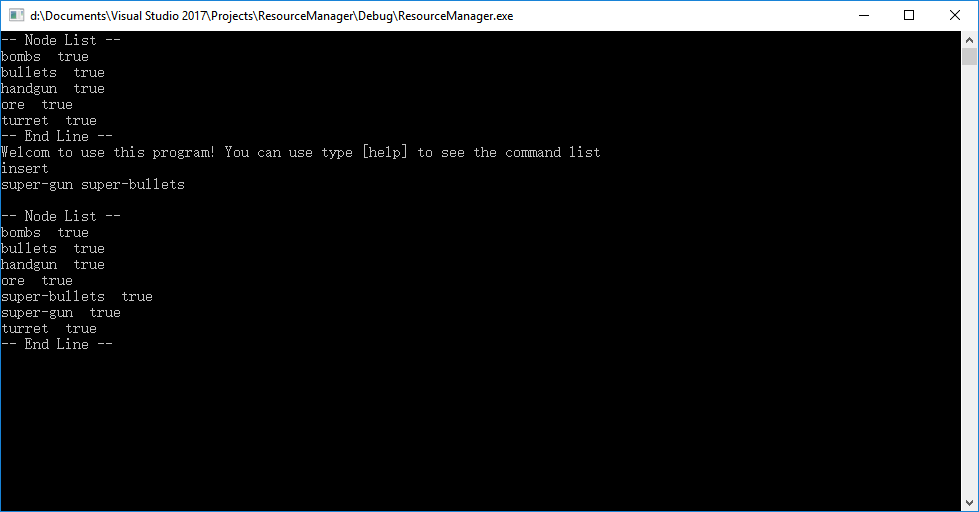 d:\Documents\Visual Studio 2017\Projects\ResourceManager\Debug\ResourceManager.exe
-- Node List --
bombs  true
bullets  true
handgun  true
ore  true
turret  true
-- End Line --
Welcom to use this program! You can use type [help] to see the command list
insert
super-gun super-bullets

-- Node List --
bombs  true
bullets  true
handgun  true
ore  true
super-bullets  true
super-gun  true
turret  true
-- End Line --